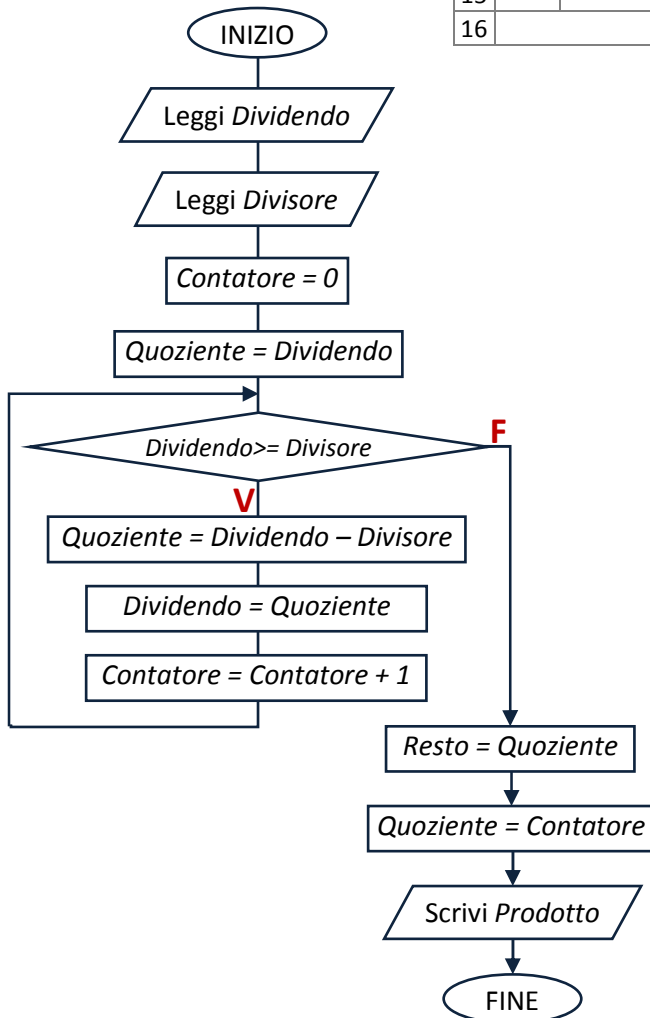 16
INIZIO
Leggi Dividendo
Leggi Divisore
Contatore = 0
Quoziente = Dividendo
Dividendo>= Divisore
F
V
Quoziente = Dividendo – Divisore
Dividendo = Quoziente
Contatore = Contatore + 1
Resto = Quoziente
Quoziente = Contatore
Scrivi Prodotto
FINE